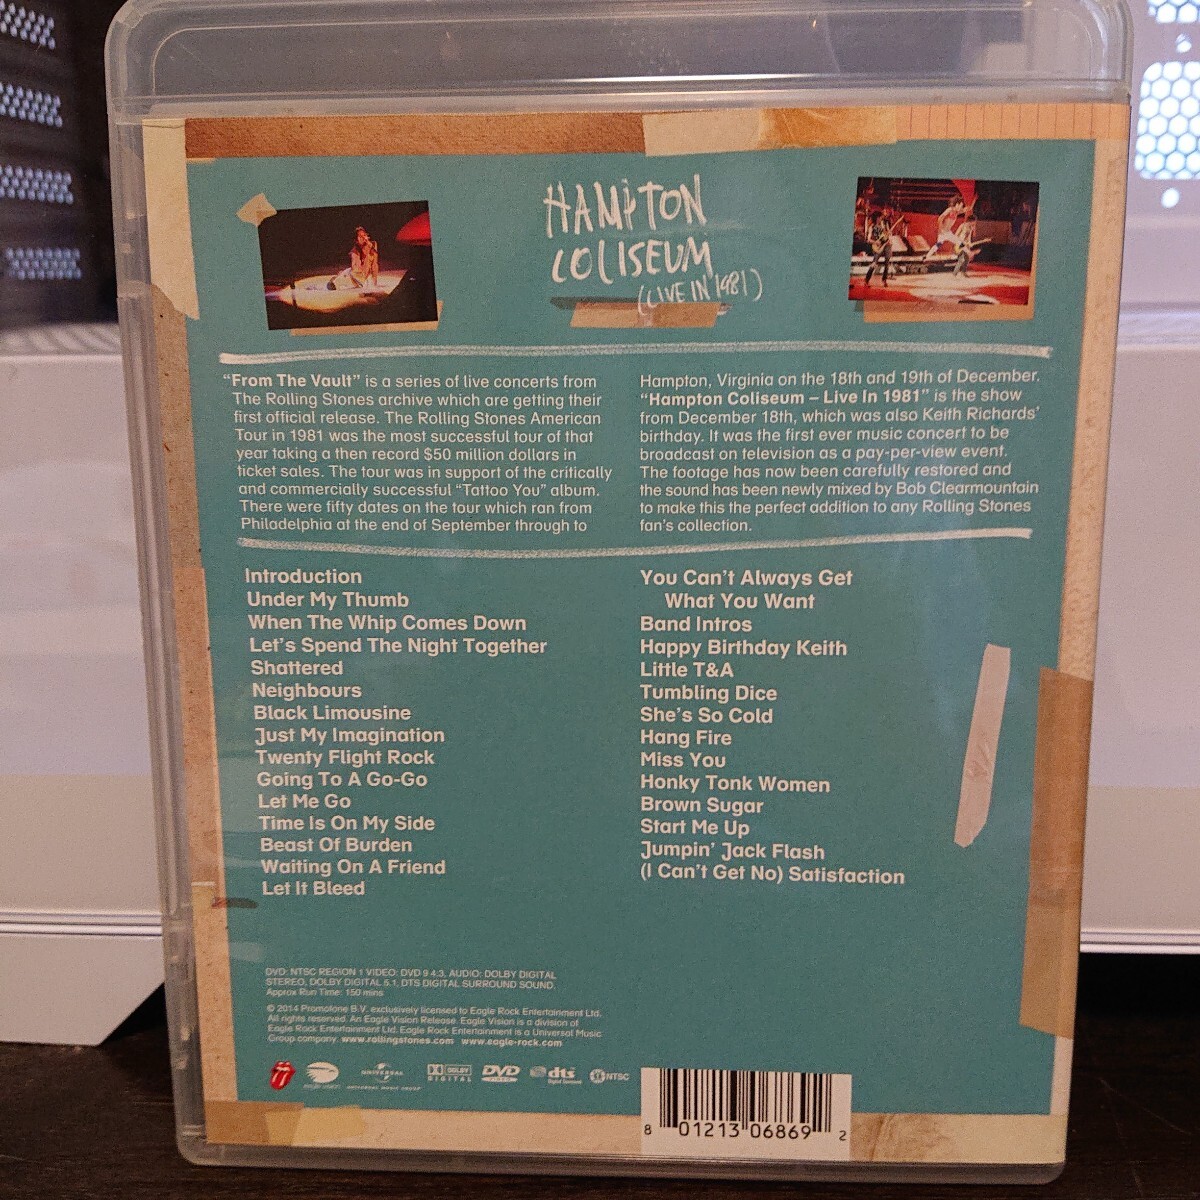 HAMPTON
COLISEUM
(LIVE IN 1981)
“From The Vault” is a series of live concerts from
The Rolling Stones archive which are getting their
first official release. The Rolling Stones American
Tour in 1981 was the most successful tour of that
year taking a then record $50 million dollars in
ticket sales. The tour was in support of the critically
and commercially successful “Tattoo You” album.
There were fifty dates on the tour which ran from
Philadelphia at the end of September through to
Hampton, Virginia on the 18th and 19th of December.
“Hampton Coliseum – Live In 1981” is the show
from December 18th, which was also Keith Richards’
birthday. It was the first ever music concert to be
broadcast on television as a pay-per-view event.
The footage has now been carefully restored and
the sound has been newly mixed by Bob Clearmountain
to make this the perfect addition to any Rolling Stones
fan’s collection.
Introduction
Under My Thumb
When The Whip Comes Down
Let’s Spend The Night Together
Shattered
Neighbours
Black Limousine
Just My Imagination
Twenty Flight Rock
Going To A Go-Go
Let Me Go
Time Is On My Side
Beast Of Burden
Waiting On A Friend
Let It Bleed
You Can’t Always Get
What You Want
Band Intros
Happy Birthday Keith
Little T&A
Tumbling Dice
She’s So Cold
Hang Fire
Miss You
Honky Tonk Women
Brown Sugar
Start Me Up
Jumpin’ Jack Flash
(I Can’t Get No) Satisfaction
DVD: NTSC REGION 1 VIDEO: DVD 9 4:3, AUDIO: DOLBY DIGITAL
STEREO, DOLBY DIGITAL 5.1, DTS DIGITAL SURROUND SOUND.
Approx Run Time: 150 mins
© 2014 Promotone B.V. exclusively licensed to Eagle Rock Entertainment Ltd.
All rights reserved. An Eagle Vision Release. Eagle Vision is a division of
Eagle Rock Entertainment Ltd. Eagle Rock Entertainment is a Universal Music
Group company. www.rollingstones.com www.eagle-rock.com
EAGLE VISION
UNIVERSAL
UNIVERSAL MUSIC GROUP
DOLBY
DIGITAL
DVD
VIDEO
dts
Digital Surround
NTSC
8 01213 06869 2